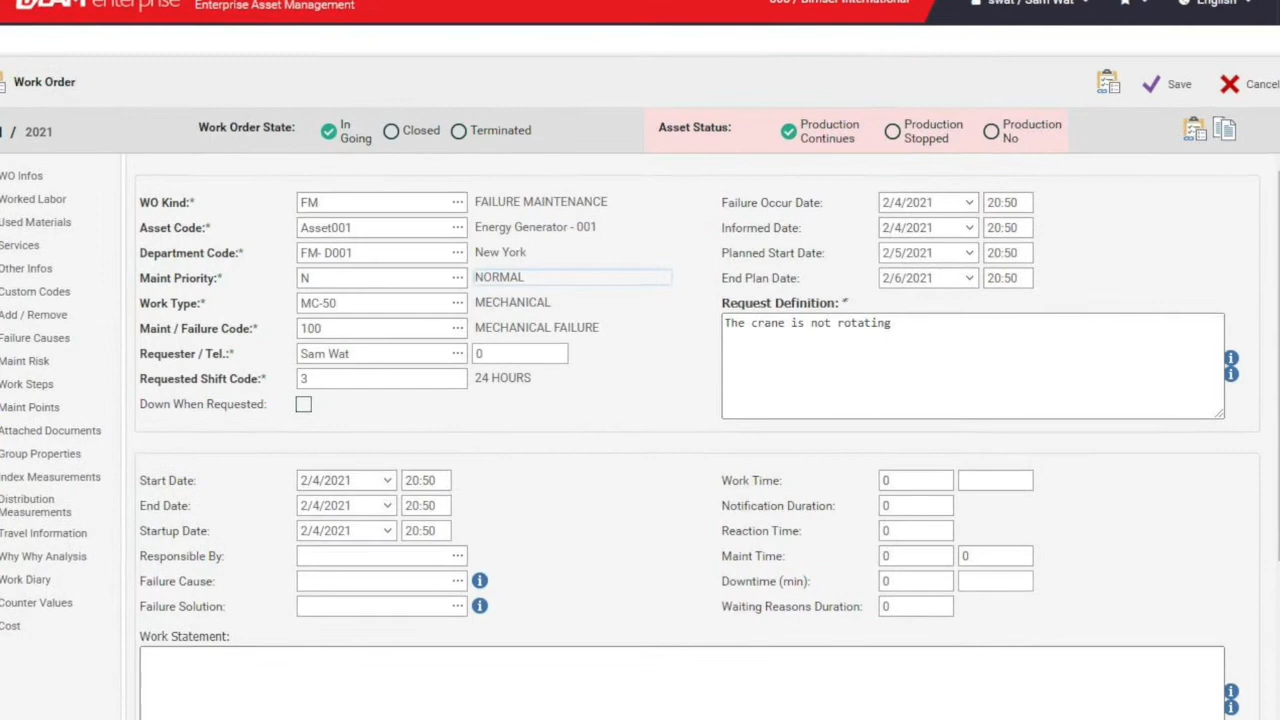 enterprise Enterprise Asset Management
swat / Sam Wat English
Work Order
Save
Cancel
/ 2021
Work Order State:
In Going
Closed
Terminated
Asset Status:
Production Continues
Production Stopped
Production No
WO Infos
Worked Labor
Used Materials
Services
Other Infos
Custom Codes
Add / Remove
Failure Causes
Maint Risk
Work Steps
Maint Points
Attached Documents
Group Properties
Index Measurements
Distribution
Measurements
Travel Information
Why Why Analysis
Work Diary
Counter Values
Cost
WO Kind:* FM ... FAILURE MAINTENANCE
Asset Code:* Asset001 ... Energy Generator - 001
Department Code:* FM- D001 ... New York
Maint Priority:* N ... NORMAL
Work Type:* MC-50 ... MECHANICAL
Maint / Failure Code:* 100 ... MECHANICAL FAILURE
Requester / Tel.:* Sam Wat ... 0
Requested Shift Code:* 3 24 HOURS
Down When Requested:
Failure Occur Date: 2/4/2021 20:50
Informed Date: 2/4/2021 20:50
Planned Start Date: 2/5/2021 20:50
End Plan Date: 2/6/2021 20:50
Request Definition: *
The crane is not rotating
Start Date: 2/4/2021 20:50
End Date: 2/4/2021 20:50
Startup Date: 2/4/2021 20:50
Responsible By: ...
Failure Cause: ...
Failure Solution: ...
Work Time: 0
Notification Duration: 0
Reaction Time: 0
Maint Time: 0 0
Downtime (min): 0
Waiting Reasons Duration: 0
Work Statement: